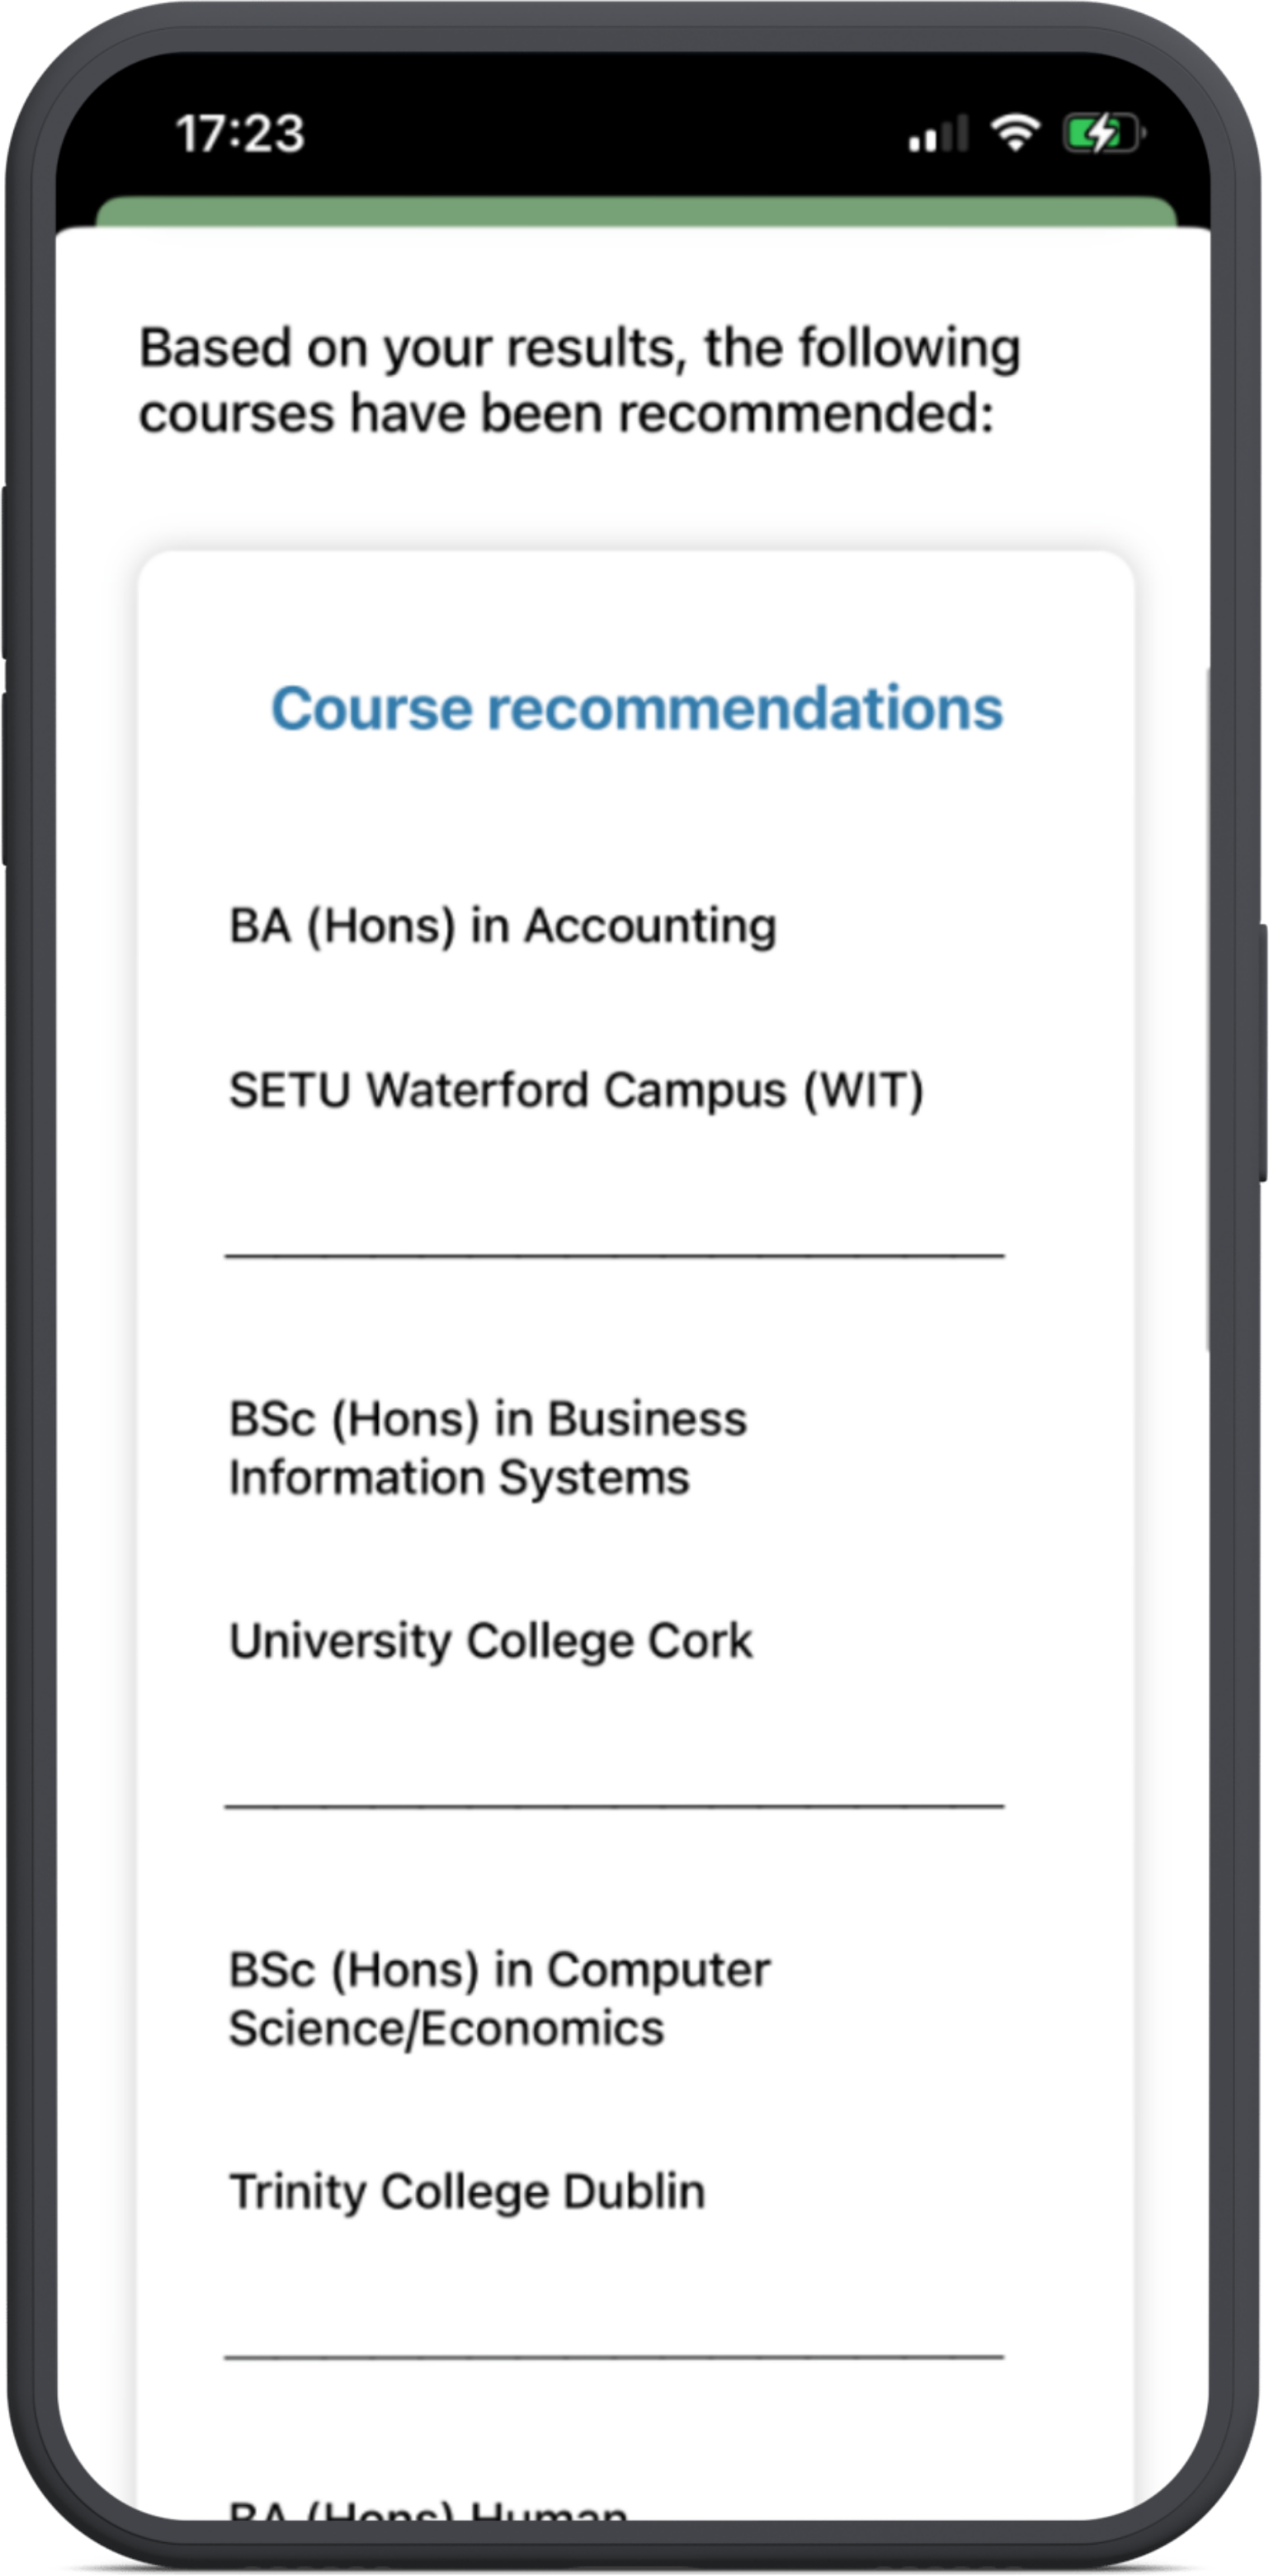 17:23
Based on your results, the following
courses have been recommended:
Course recommendations
BA (Hons) in Accounting
SETU Waterford Campus (WIT)
BSc (Hons) in Business
Information Systems
University College Cork
BSc (Hons) in Computer
Science/Economics
Trinity College Dublin
BA (Hons) Human